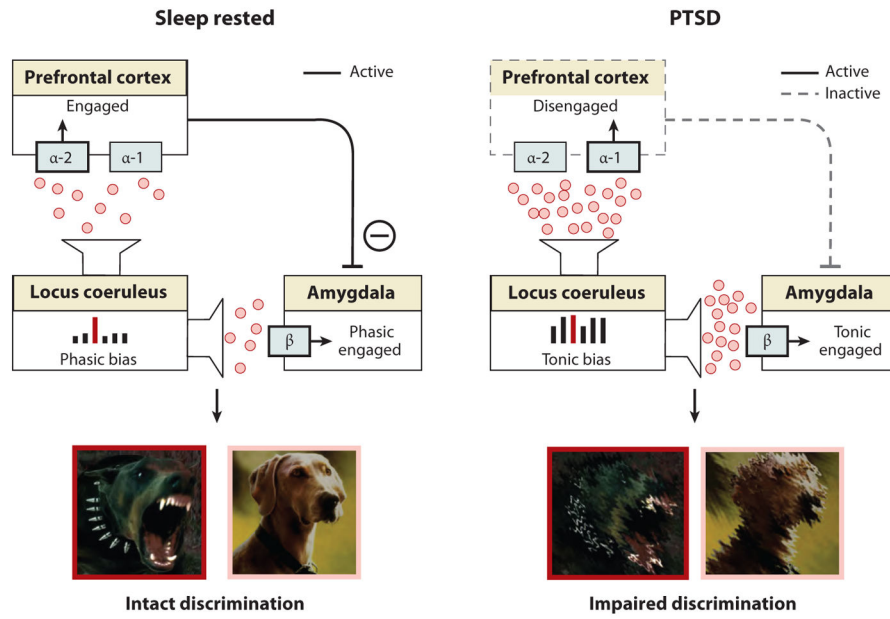 Sleep rested
Prefrontal cortex
Engaged
α-2
α-1
Active
Locus coeruleus
Phasic bias
Amygdala
β
Phasic
engaged
Intact discrimination
PTSD
Prefrontal cortex
Disengaged
α-2
α-1
Active
Inactive
Locus coeruleus
Tonic bias
Amygdala
β
Tonic
engaged
Impaired discrimination